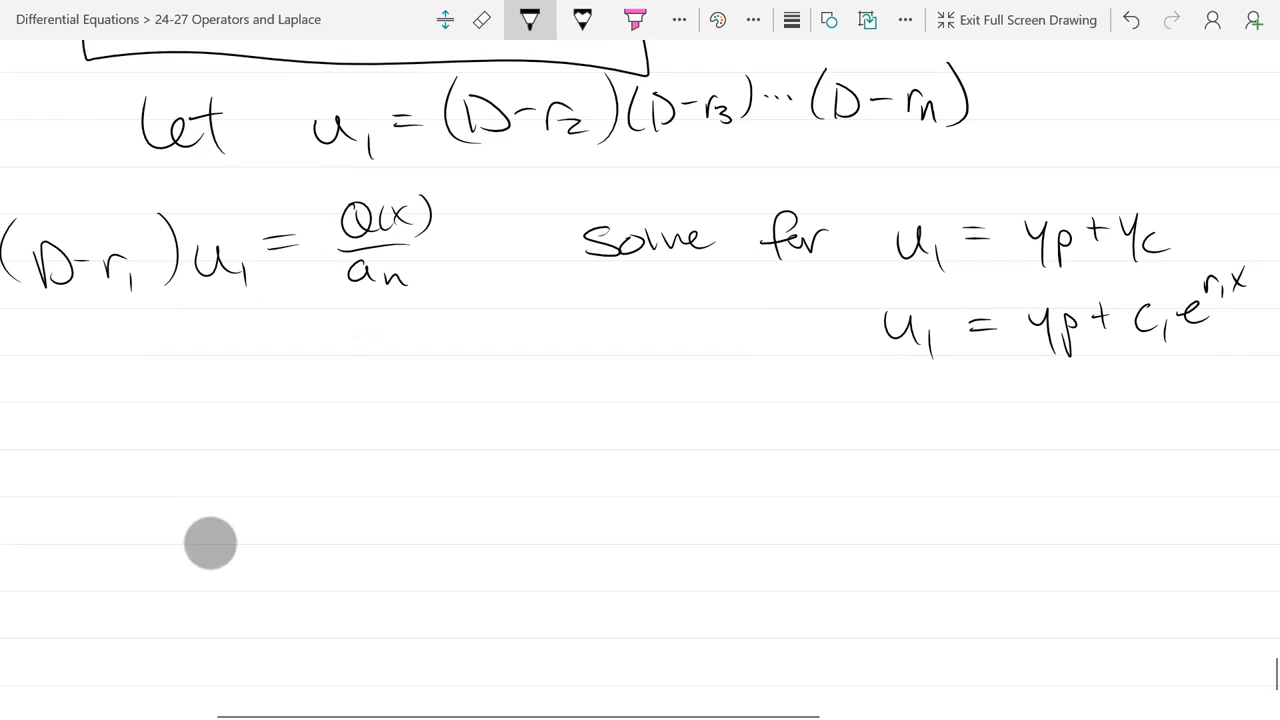 Differential Equations > 24-27 Operators and Laplace
Exit Full Screen Drawing
Let u₁ = (D-r₂)(D-r₃)...(D-rₙ)
(D-r₁)u₁ = Q(x)/aₙ solve for u₁ = yp + yc
u₁ = yp + c₁e^(r₁x)